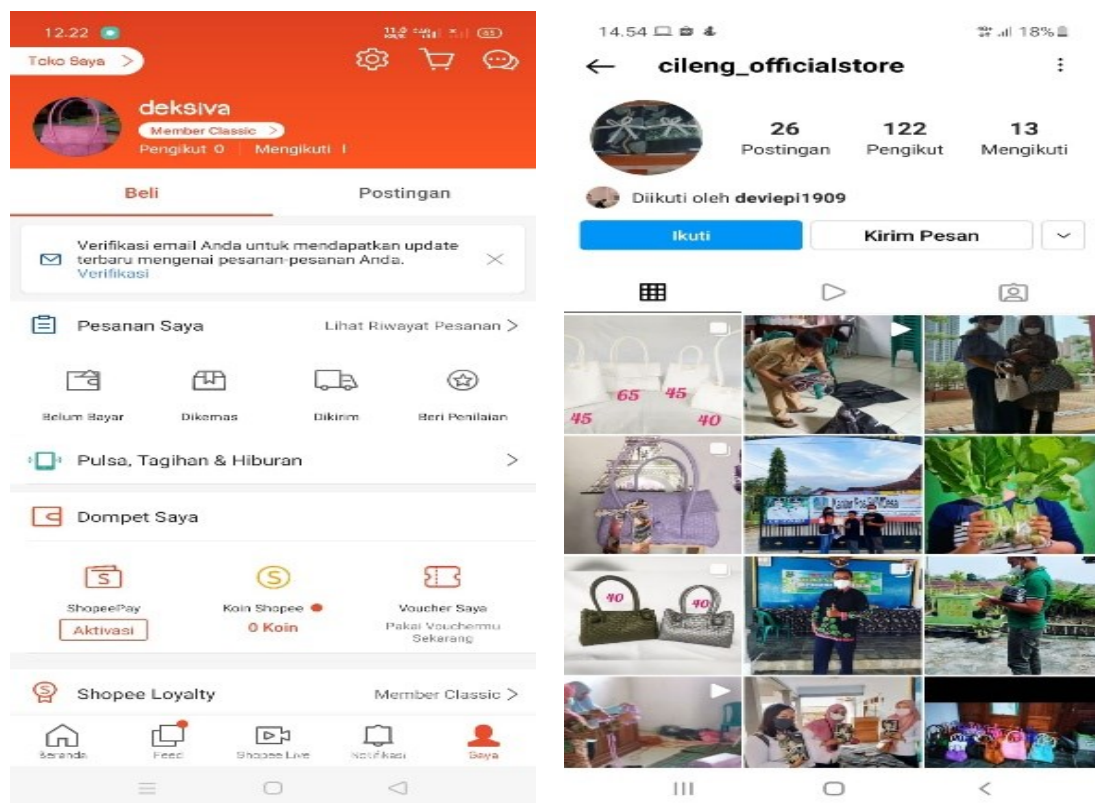 12.22
Toko Saya >
deksiva
Member Classic >
Pengikut 0 | Mengikuti 1
Beli
Postingan
Verifikasi email Anda untuk mendapatkan update
terbaru mengenai pesanan-pesanan Anda.
Verifikasi
Pesanan Saya
Lihat Riwayat Pesanan >
Belum Bayar
Dikemas
Dikirim
Beri Penilaian
Pulsa, Tagihan & Hiburan
Dompet Saya
ShopeePay
Koin Shopee
Voucher Saya
Aktivasi
0 Koin
Pakai Vouchermu
Sekarang
Shopee Loyalty
Member Classic >
Beranda
Feed
Shopee Live
Notifikasi
Saya
14.54
18%
cileng_officialstore
26
122
13
Postingan
Pengikut
Mengikuti
Diikuti oleh deviepi1909
Ikuti
Kirim Pesan
65
45
45
40
40
40